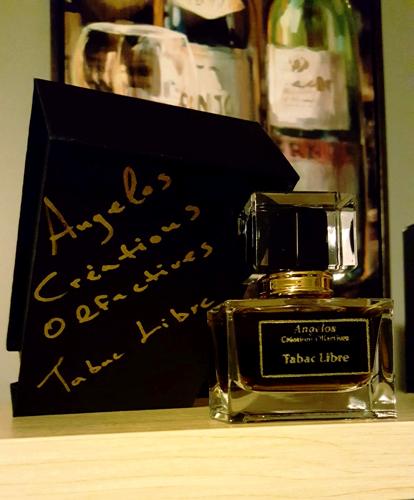 Angelos
Créations
Olfactives
Tabac Libre
Angelos
Créations Olfactives
Tabac Libre